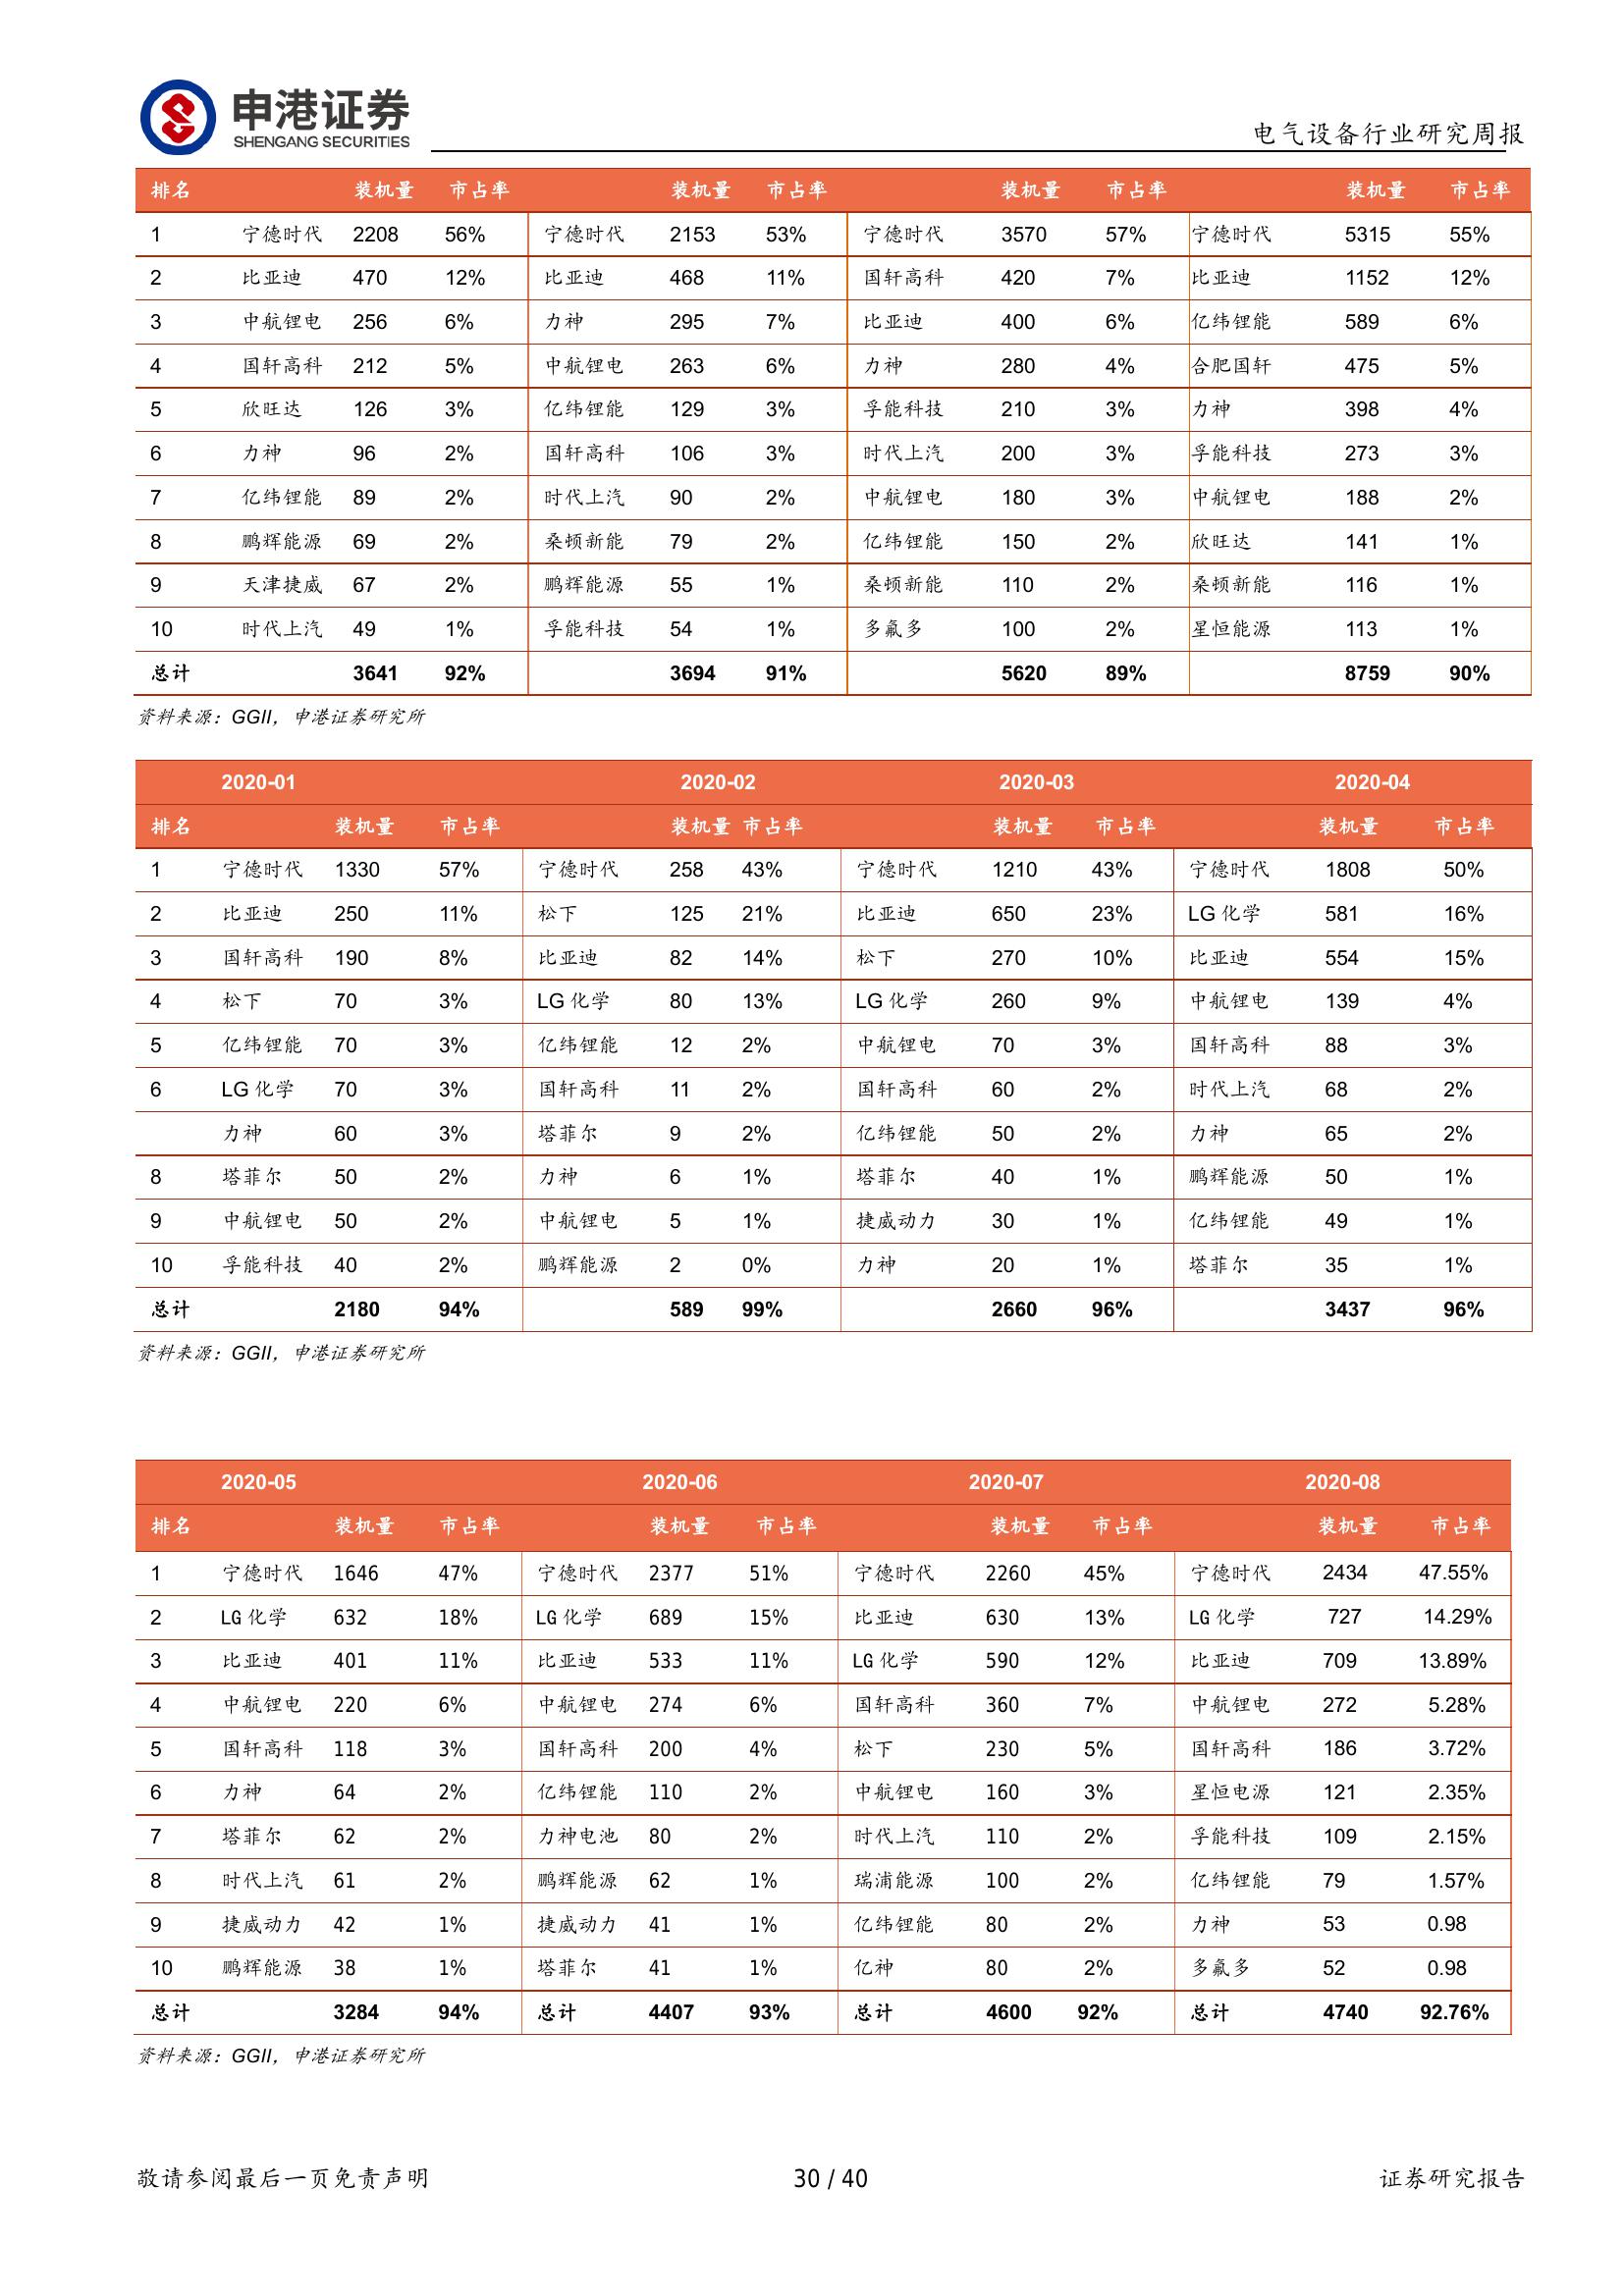 申港证券
SHENGANG SECURITIES
电气设备行业研究周报
排名 装机量 市占率 装机量 市占率 装机量 市占率 装机量 市占率
1 宁德时代 2208 56% 宁德时代 2153 53% 宁德时代 3570 57% 宁德时代 5315 55%
2 比亚迪 470 12% 比亚迪 468 11% 国轩高科 420 7% 比亚迪 1152 12%
3 中航锂电 256 6% 力神 295 7% 比亚迪 400 6% 亿纬锂能 589 6%
4 国轩高科 212 5% 中航锂电 263 6% 力神 280 4% 合肥国轩 475 5%
5 欣旺达 126 3% 亿纬锂能 129 3% 孚能科技 210 3% 力神 398 4%
6 力神 96 2% 国轩高科 106 3% 时代上汽 200 3% 孚能科技 273 3%
7 亿纬锂能 89 2% 时代上汽 90 2% 中航锂电 180 3% 中航锂电 188 2%
8 鹏辉能源 69 2% 桑顿新能 79 2% 亿纬锂能 150 2% 欣旺达 141 1%
9 天津捷威 67 2% 鹏辉能源 55 1% 桑顿新能 110 2% 桑顿新能 116 1%
10 时代上汽 49 1% 孚能科技 54 1% 多氟多 100 2% 星恒能源 113 1%
总计 3641 92% 3694 91% 5620 89% 8759 90%
资料来源：GGII，申港证券研究所
2020-01 2020-02 2020-03 2020-04
排名 装机量 市占率 装机量 市占率 装机量 市占率 装机量 市占率
1 宁德时代 1330 57% 宁德时代 258 43% 宁德时代 1210 43% 宁德时代 1808 50%
2 比亚迪 250 11% 松下 125 21% 比亚迪 650 23% LG 化学 581 16%
3 国轩高科 190 8% 比亚迪 82 14% 松下 270 10% 比亚迪 554 15%
4 松下 70 3% LG 化学 80 13% LG 化学 260 9% 中航锂电 139 4%
5 亿纬锂能 70 3% 亿纬锂能 12 2% 中航锂电 70 3% 国轩高科 88 3%
6 LG 化学 70 3% 国轩高科 11 2% 国轩高科 60 2% 时代上汽 68 2%
力神 60 3% 塔菲尔 9 2% 亿纬锂能 50 2% 力神 65 2%
8 塔菲尔 50 2% 力神 6 1% 塔菲尔 40 1% 鹏辉能源 50 1%
9 中航锂电 50 2% 中航锂电 5 1% 捷威动力 30 1% 亿纬锂能 49 1%
10 孚能科技 40 2% 鹏辉能源 2 0% 力神 20 1% 塔菲尔 35 1%
总计 2180 94% 589 99% 2660 96% 3437 96%
资料来源：GGII，申港证券研究所
2020-05 2020-06 2020-07 2020-08
排名 装机量 市占率 装机量 市占率 装机量 市占率 装机量 市占率
1 宁德时代 1646 47% 宁德时代 2377 51% 宁德时代 2260 45% 宁德时代 2434 47.55%
2 LG 化学 632 18% LG 化学 689 15% 比亚迪 630 13% LG 化学 727 14.29%
3 比亚迪 401 11% 比亚迪 533 11% LG 化学 590 12% 比亚迪 709 13.89%
4 中航锂电 220 6% 中航锂电 274 6% 国轩高科 360 7% 中航锂电 272 5.28%
5 国轩高科 118 3% 国轩高科 200 4% 松下 230 5% 国轩高科 186 3.72%
6 力神 64 2% 亿纬锂能 110 2% 中航锂电 160 3% 星恒电源 121 2.35%
7 塔菲尔 62 2% 力神电池 80 2% 时代上汽 110 2% 孚能科技 109 2.15%
8 时代上汽 61 2% 鹏辉能源 62 1% 瑞浦能源 100 2% 亿纬锂能 79 1.57%
9 捷威动力 42 1% 捷威动力 41 1% 亿纬锂能 80 2% 力神 53 0.98
10 鹏辉能源 38 1% 塔菲尔 41 1% 亿神 80 2% 多氟多 52 0.98
总计 3284 94% 总计 4407 93% 总计 4600 92% 总计 4740 92.76%
资料来源：GGII，申港证券研究所
敬请参阅最后一页免责声明 30 / 40 证券研究报告